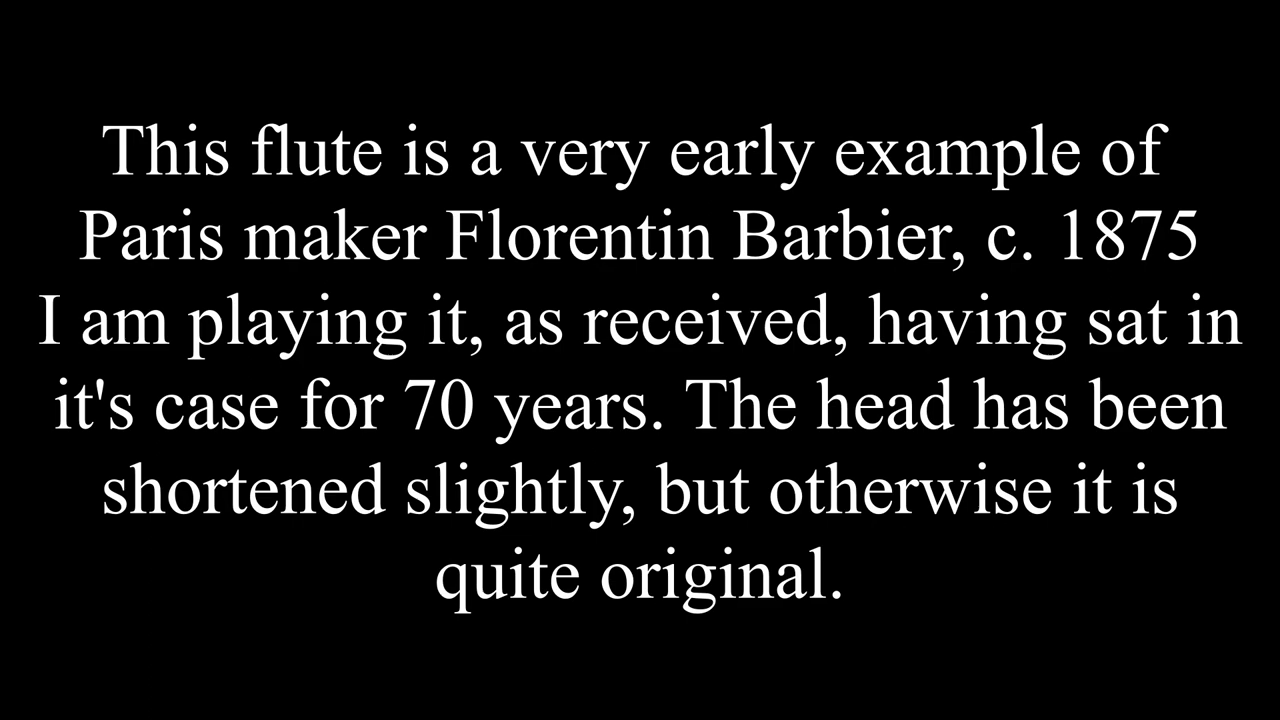 This flute is a very early example of
Paris maker Florentin Barbier, c. 1875
I am playing it, as received, having sat in
it's case for 70 years. The head has been
shortened slightly, but otherwise it is
quite original.